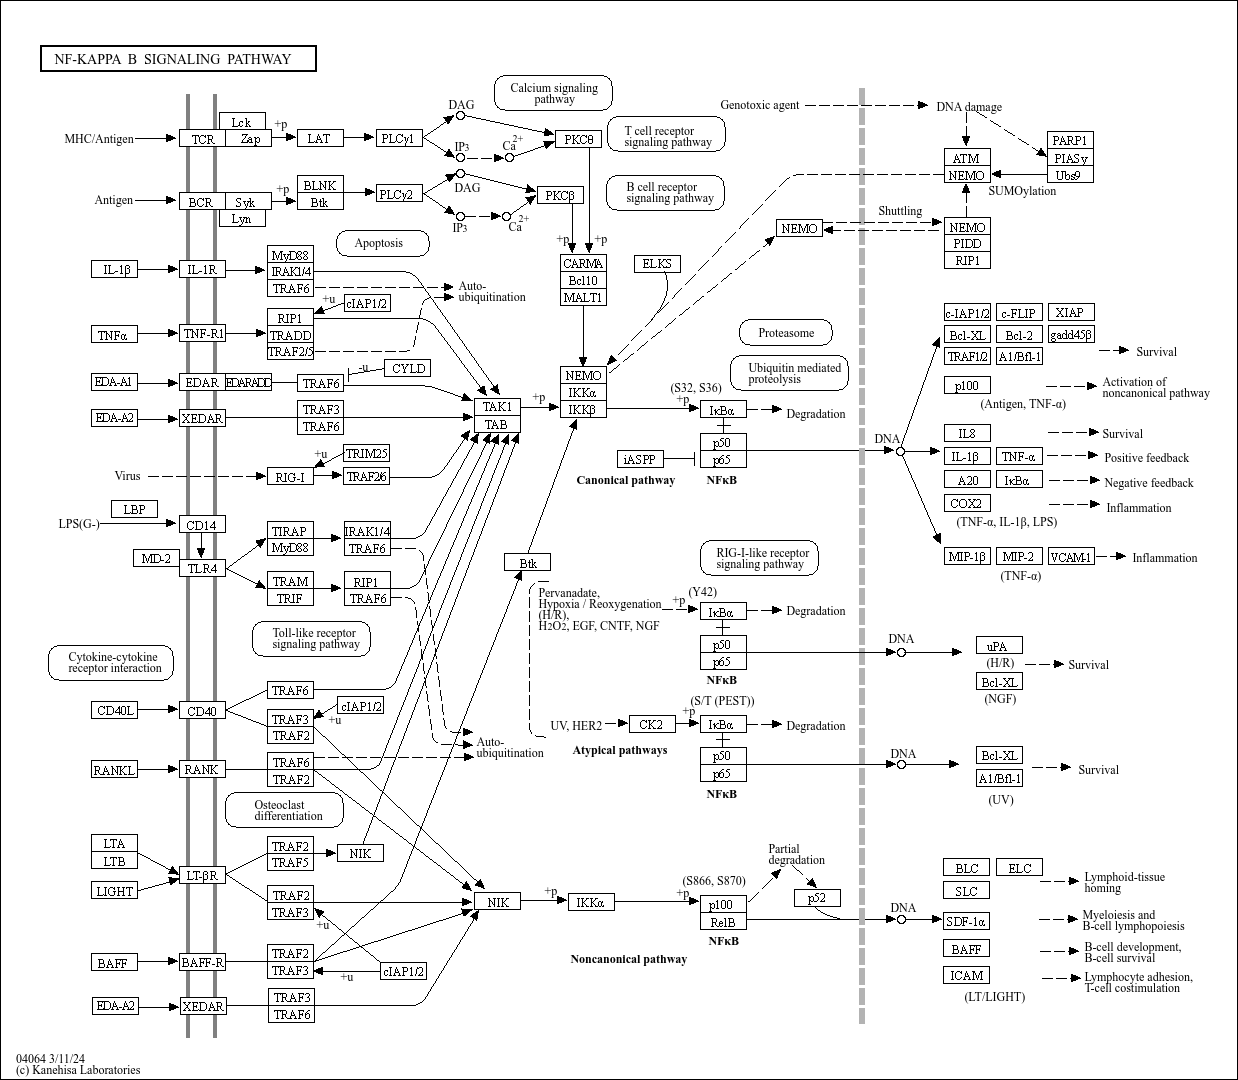 NF-KAPPA B SIGNALING PATHWAY
Calcium signaling
pathway
Genotoxic agent
DNA damage
DAG
Lck
MHC/Antigen
TCR
Zap
+p
LAT
PLCγ1
IP3
Ca2+
PKCθ
T cell receptor
signaling pathway
PARP1
PIASy
Ubs9
ATM
NEMO
SUMOylation
BLNK
Btk
+p
Antigen
BCR
Syk
Lyn
PLCγ2
DAG
IP3
Ca2+
PKCβ
B cell receptor
signaling pathway
Shuttling
NEMO
NEMO
PIDD
RIP1
Apoptosis
+p
+p
MyD88
IRAK1/4
TRAF6
IL-1β
IL-1R
CARMA
Bcl10
MALT1
ELKS
Auto-
ubiquitination
+u
cIAP1/2
RIP1
TRADD
TRAF2/5
TNFα
TNF-R1
Proteasome
Ubiquitin mediated
proteolysis
c-IAP1/2
c-FLIP
XIAP
Bcl-XL
Bcl-2
gadd45β
TRAF1/2
A1/Bfl-1
Survival
EDA-A1
EDAR
EDARADD
TRAF6
-u
CYLD
NEMO
IKKα
IKKβ
(S32, S36)
+p
IκBα
Degradation
p100
Activation of
noncanonical pathway
(Antigen, TNF-α)
EDA-A2
XEDAR
TRAF3
TRAF6
TAK1
TAB
+p
p50
p65
NFκB
iASPP
Canonical pathway
DNA
IL8
Survival
IL-1β
TNF-α
Positive feedback
A20
IκBα
Negative feedback
COX2
Inflammation
(TNF-α, IL-1β, LPS)
Virus
RIG-I
+u
TRIM25
TRAF2/6
LBP
LPS(G-)
CD14
MD-2
TLR4
TIRAP
MyD88
IRAK1/4
TRAF6
TRAM
TRIF
RIP1
TRAF6
Btk
RIG-I-like receptor
signaling pathway
MIP-1β
MIP-2
VCAM-1
Inflammation
(TNF-α)
Pervanadate,
Hypoxia / Reoxygenation
(H/R),
H2O2, EGF, CNTF, NGF
+p
(Y42)
IκBα
Degradation
p50
p65
NFκB
DNA
uPA
(H/R)
Bcl-XL
(NGF)
Survival
Toll-like receptor
signaling pathway
Cytokine-cytokine
receptor interaction
CD40L
CD40
TRAF6
TRAF3
TRAF2
cIAP1/2
+u
(S/T (PEST))
+p
UV, HER2
CK2
IκBα
Degradation
Auto-
ubiquitination
Atypical pathways
p50
p65
NFκB
DNA
Bcl-XL
A1/Bfl-1
(UV)
Survival
RANKL
RANK
TRAF6
TRAF2
Osteoclast
differentiation
LTA
LTB
LIGHT
LT-βR
TRAF2
TRAF5
NIK
TRAF2
TRAF3
+u
NIK
+p
IKKα
(S866, S870)
+p
p100
RelB
NFκB
Partial
degradation
p52
DNA
BLC
ELC
SLC
Lymphoid-tissue
homing
SDF-1α
Myeloiesis and
B-cell lymphopoiesis
BAFF
B-cell development,
B-cell survival
ICAM
Lymphocyte adhesion,
T-cell costimulation
(LT/LIGHT)
Noncanonical pathway
BAFF
BAFF-R
TRAF2
TRAF3
+u
cIAP1/2
EDA-A2
XEDAR
TRAF3
TRAF6
04064 3/11/24
(c) Kanehisa Laboratories